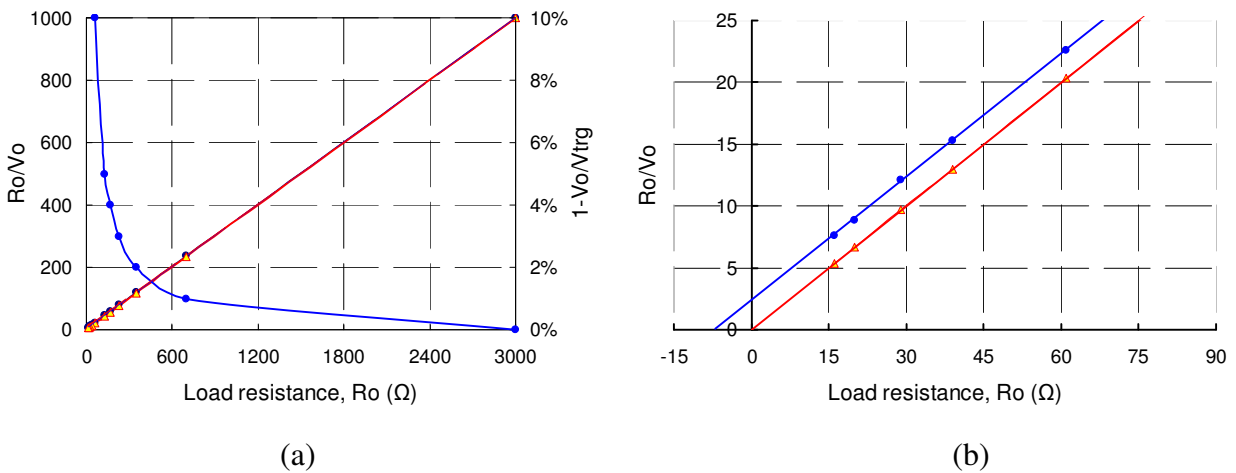 1000
800
600
400
200
0
Ro/Vo
10%
8%
6%
4%
2%
0%
1-Vo/Vtrg
0 600 1200 1800 2400 3000
Load resistance, Ro (Ω)
(a)
25
20
15
10
5
0
Ro/Vo
-15 0 15 30 45 60 75 90
Load resistance, Ro (Ω)
(b)